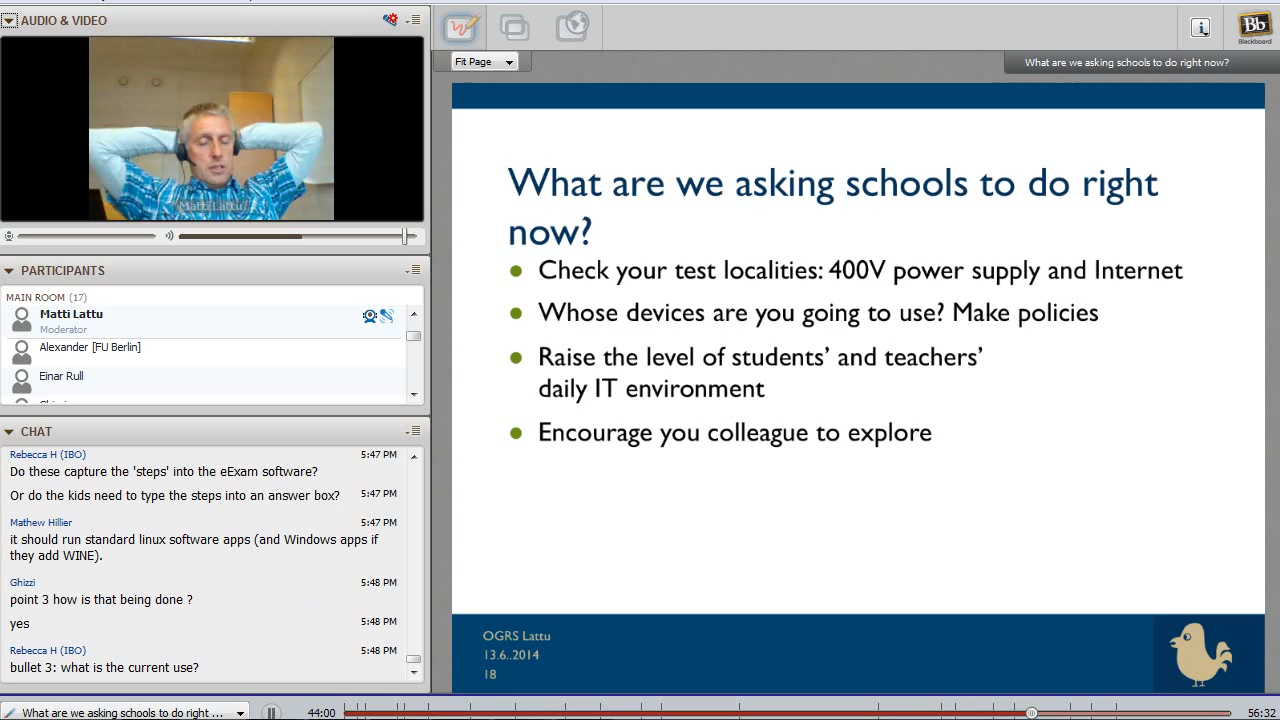 AUDIO & VIDEO
Matti Lattu
PARTICIPANTS
MAIN ROOM (17)
Matti Lattu
Moderator
Alexander [FU Berlin]
Einar Rull
CHAT
Rebecca H (IBO) 5:47 PM
Do these capture the 'steps' into the eExam software?
Or do the kids need to type the steps into an answer box? 5:47 PM
Mathew Hillier 5:47 PM
it should run standard linux software apps (and Windows apps if
they add WINE).
Ghizzi 5:48 PM
point 3 how is that being done ?
yes 5:48 PM
Rebecca H (IBO) 5:48 PM
bullet 3: what is the current use?
Fit Page
What are we asking schools to do right now?
Bb
Blackboard
What are we asking schools to do right
now?
● Check your test localities: 400V power supply and Internet
● Whose devices are you going to use? Make policies
● Raise the level of students’ and teachers’
daily IT environment
● Encourage you colleague to explore
OGRS Lattu
13.6..2014
18
What are we asking schools to do right ...
44:00
56:32